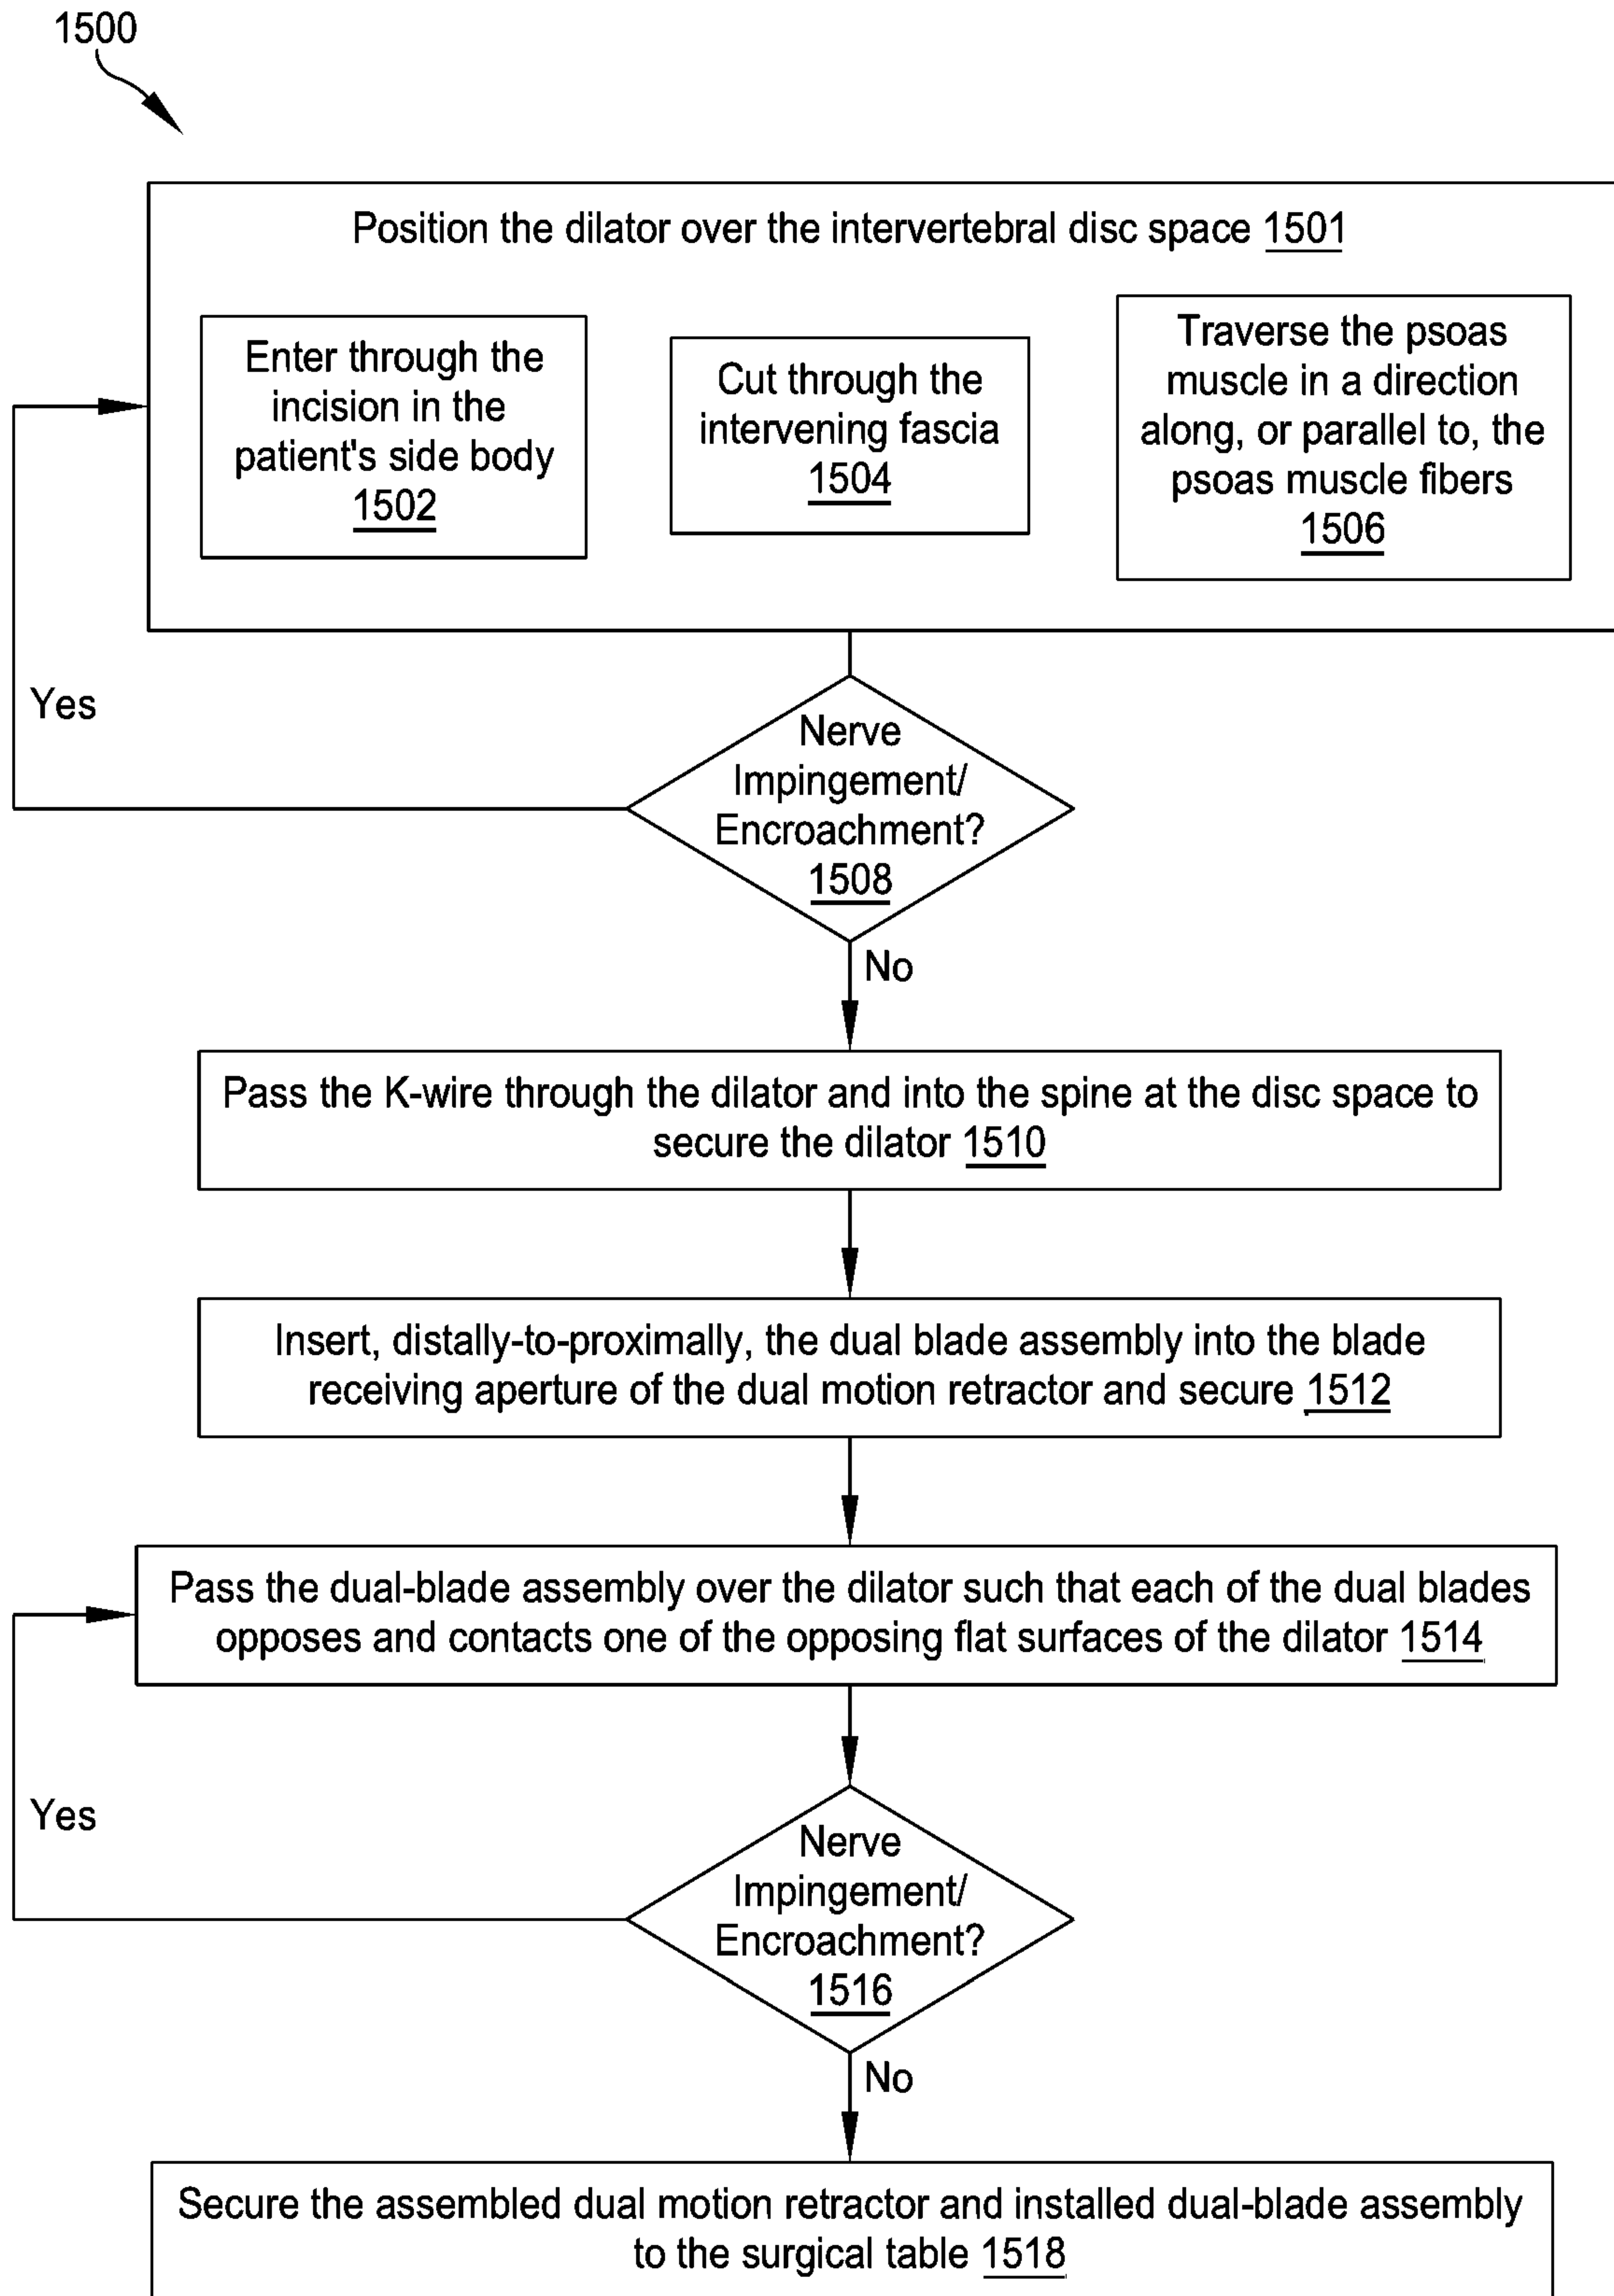 1500
Position the dilator over the intervertebral disc space 1501
Enter through the
incision in the
patient's side body
1502
Cut through the
intervening fascia
1504
Traverse the psoas
muscle in a direction
along, or parallel to, the
psoas muscle fibers
1506
Yes
Nerve
Impingement/
Encroachment?
1508
No
Pass the K-wire through the dilator and into the spine at the disc space to
secure the dilator 1510
Insert, distally-to-proximally, the dual blade assembly into the blade
receiving aperture of the dual motion retractor and secure 1512
Pass the dual-blade assembly over the dilator such that each of the dual blades
opposes and contacts one of the opposing flat surfaces of the dilator 1514
Yes
Nerve
Impingement/
Encroachment?
1516
No
Secure the assembled dual motion retractor and installed dual-blade assembly
to the surgical table 1518